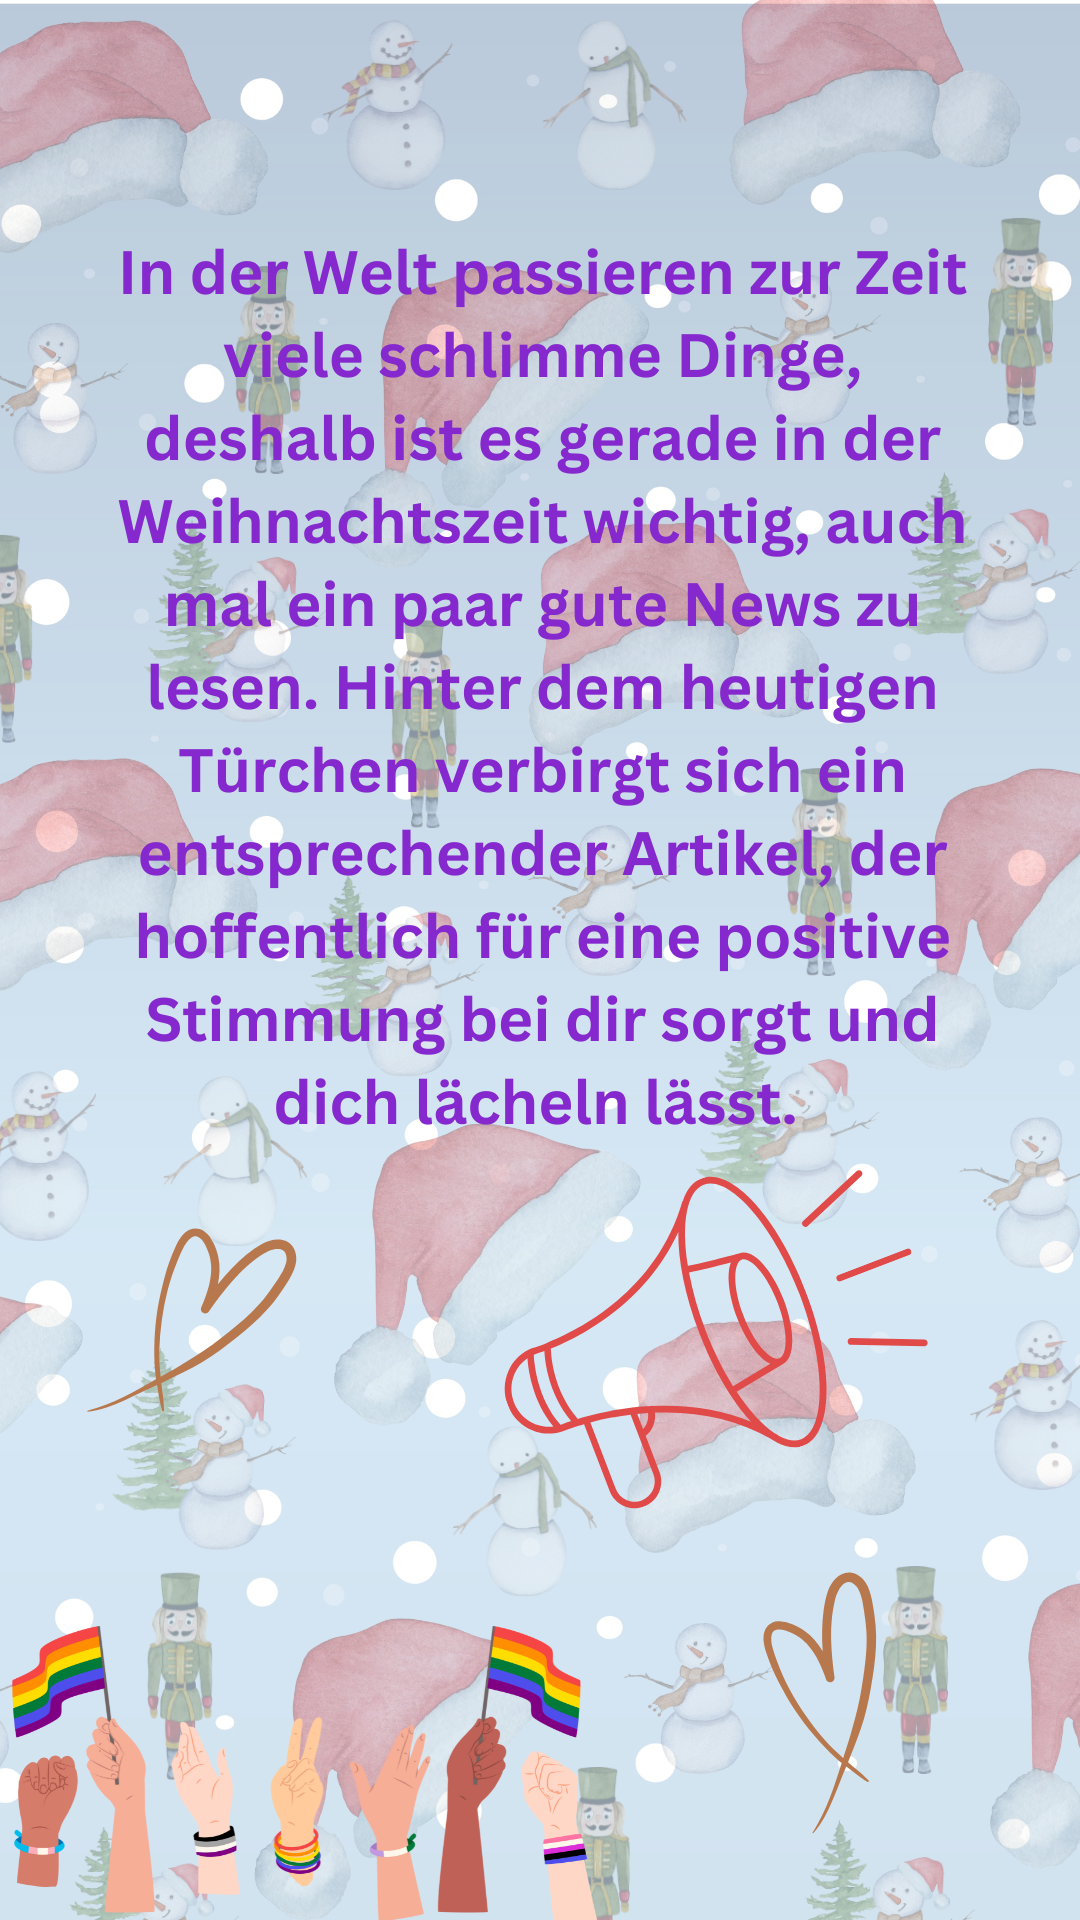 In der Welt passieren zur Zeit
viele schlimme Dinge,
deshalb ist es gerade in der
Weihnachtszeit wichtig, auch
mal ein paar gute News zu
lesen. Hinter dem heutigen
Türchen verbirgt sich ein
entsprechender Artikel, der
hoffentlich für eine positive
Stimmung bei dir sorgt und
dich lächeln lässt.